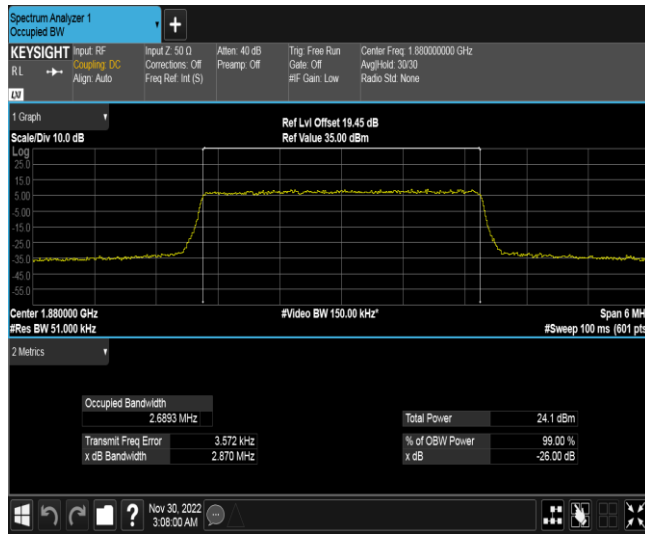 Spectrum Analyzer 1
Occupied BW
+
KEYSIGHT
RL
LXI
Input: RF
Coupling: DC
Align: Auto
Input Z: 50 Ω
Corrections: Off
Freq Ref: Int (S)
Atten: 40 dB
Preamp: Off
Trig: Free Run
Gate: Off
#IF Gain: Low
Center Freq: 1.880000000 GHz
Avg|Hold: 30/30
Radio Std: None
1 Graph
Scale/Div 10.0 dB
Ref Lvl Offset 19.45 dB
Ref Value 35.00 dBm
Log
25.0
15.0
5.00
-5.00
-15.0
-25.0
-35.0
-45.0
-55.0
Center 1.880000 GHz
#Video BW 150.00 kHz*
Span 6 MH
#Res BW 51.000 kHz
#Sweep 100 ms (601 pts
2 Metrics
Occupied Bandwidth
2.6893 MHz
Total Power 24.1 dBm
Transmit Freq Error 3.572 kHz
% of OBW Power 99.00 %
x dB Bandwidth 2.870 MHz
x dB -26.00 dB
?
Nov 30, 2022
3:08:00 AM